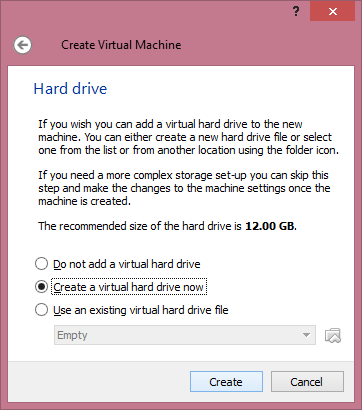 ?
Create Virtual Machine
Hard drive
If you wish you can add a virtual hard drive to the new
machine. You can either create a new hard drive file or select
one from the list or from another location using the folder icon.
If you need a more complex storage set-up you can skip this
step and make the changes to the machine settings once the
machine is created.
The recommended size of the hard drive is 12.00 GB.
Do not add a virtual hard drive
Create a virtual hard drive now
Use an existing virtual hard drive file
Empty
Create Cancel